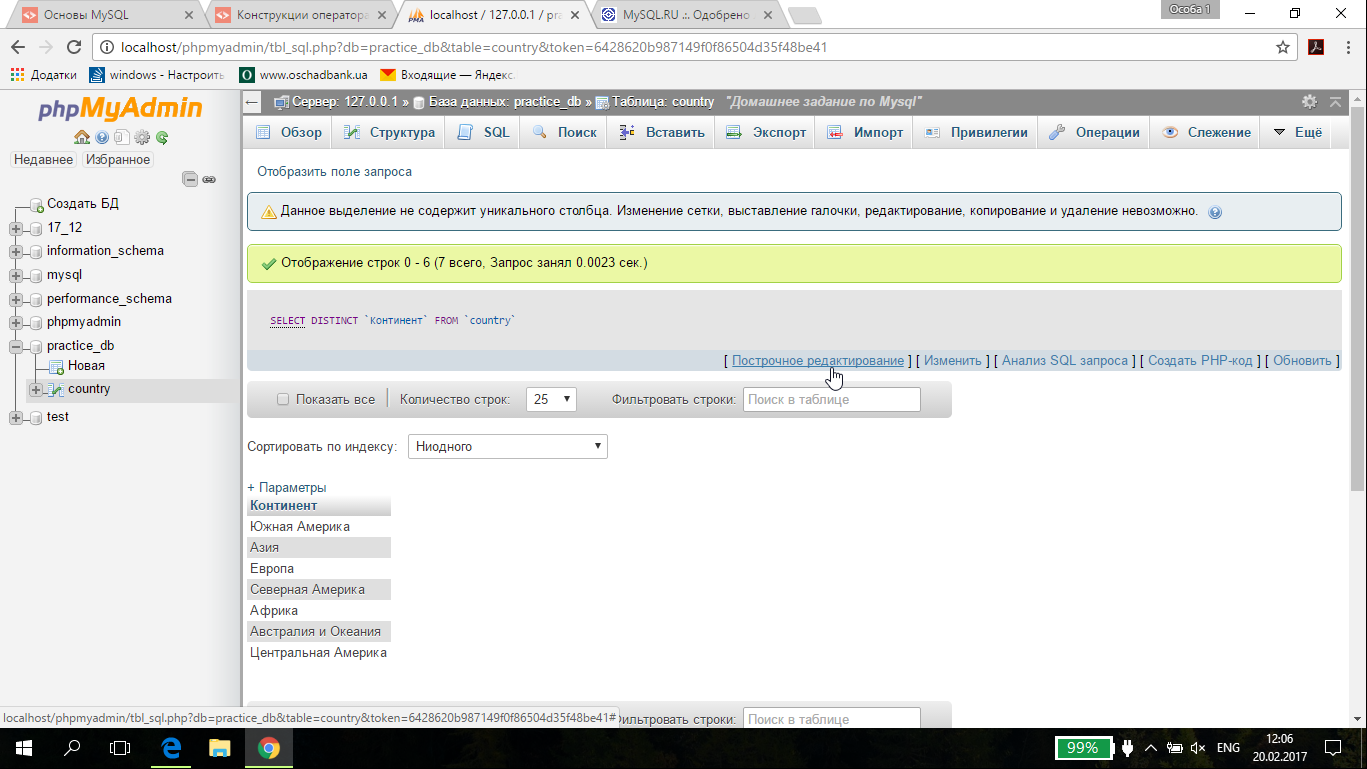 Основы MySQL
Конструкции оператора
localhost / 127.0.0.1 / pra
MySQL.RU .:. Одобрено
Особа 1
localhost/phpmyadmin/tbl_sql.php?db=practice_db&table=country&token=6428620b987149f0f86504d35f48be41
Додатки
windows - Настроить
www.oschadbank.ua
Входящие — Яндекс
phpMyAdmin
Недавнее Избранное
Создать БД
17_12
information_schema
mysql
performance_schema
phpmyadmin
practice_db
Новая
country
test
Сервер: 127.0.0.1 » База данных: practice_db » Таблица: country "Домашнее задание по Mysql"
Обзор Структура SQL Поиск Вставить Экспорт Импорт Привилегии Операции Слежение Ещё
Отобразить поле запроса
Данное выделение не содержит уникального столбца. Изменение сетки, выставление галочки, редактирование, копирование и удаление невозможно.
Отображение строк 0 - 6 (7 всего, Запрос занял 0.0023 сек.)
SELECT DISTINCT `Континент` FROM `country`
[ Построчное редактирование ] [ Изменить ] [ Анализ SQL запроса ] [ Создать PHP-код ] [ Обновить ]
Показать все Количество строк: 25 Фильтровать строки: Поиск в таблице
Сортировать по индексу: Ниодного
+ Параметры
Континент
Южная Америка
Азия
Европа
Северная Америка
Африка
Австралия и Океания
Центральная Америка
Фильтровать строки: Поиск в таблице
localhost/phpmyadmin/tbl_sql.php?db=practice_db&table=country&token=6428620b987149f0f86504d35f48be41#
99%
ENG
12:06
20.02.2017